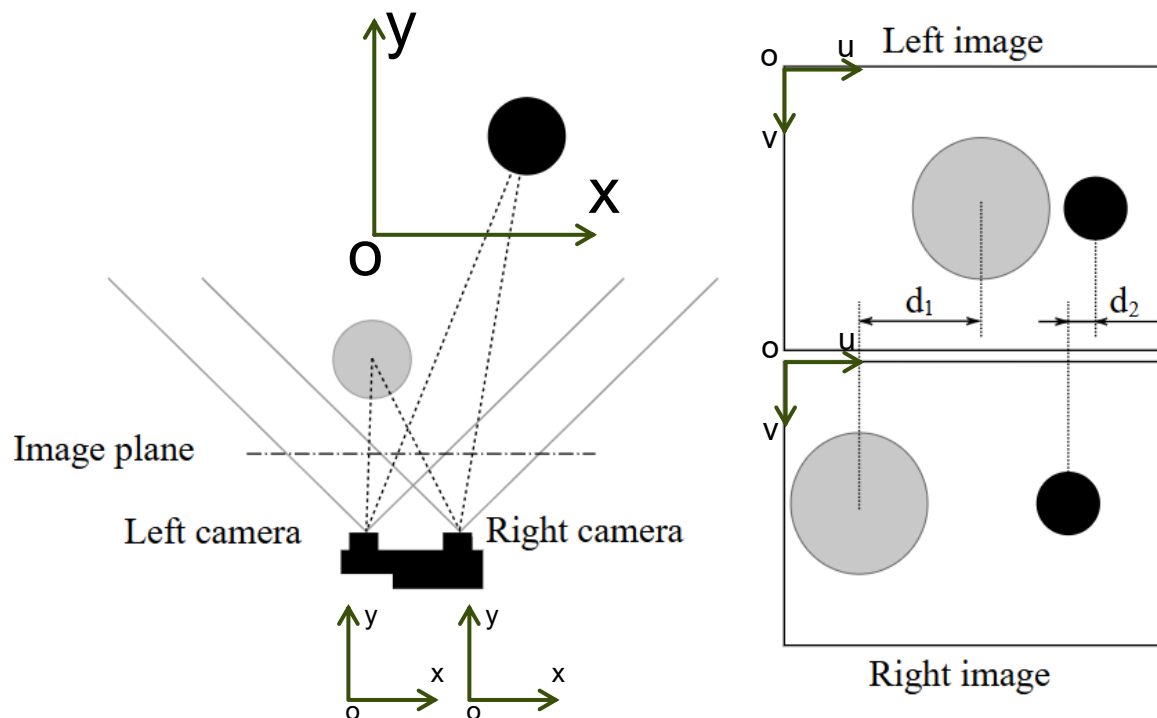 y
x
o
Image plane
Left camera
Right camera
y
x
o
y
x
o
Left image
o
u
v
d₁
d₂
o
u
v
Right image